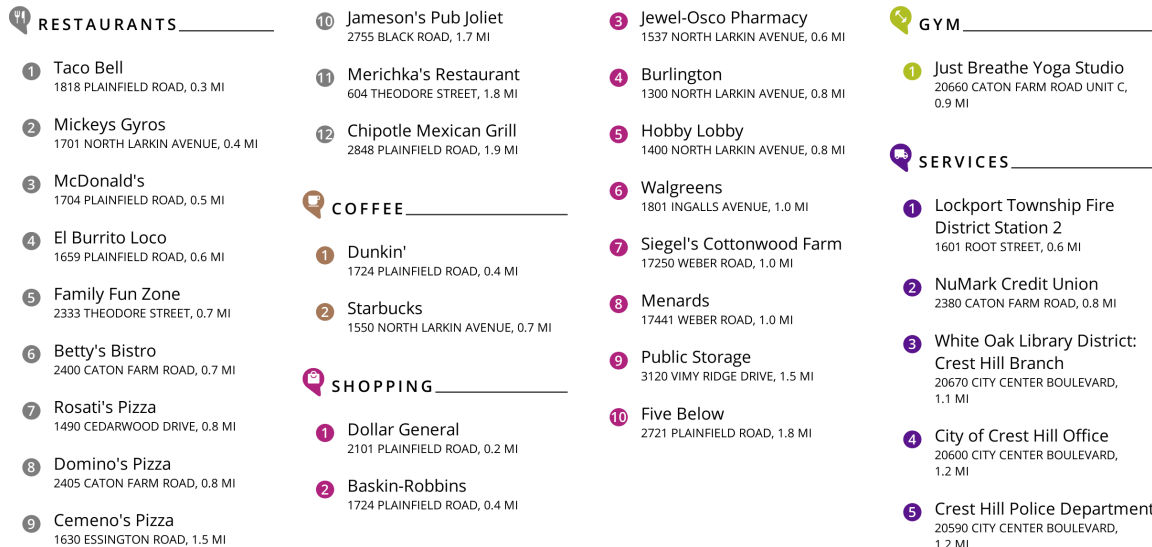 RESTAURANTS
1 Taco Bell
1818 PLAINFIELD ROAD, 0.3 MI
2 Mickeys Gyros
1701 NORTH LARKIN AVENUE, 0.4 MI
3 McDonald's
1704 PLAINFIELD ROAD, 0.5 MI
4 El Burrito Loco
1659 PLAINFIELD ROAD, 0.6 MI
5 Family Fun Zone
2333 THEODORE STREET, 0.7 MI
6 Betty's Bistro
2400 CATON FARM ROAD, 0.7 MI
7 Rosati's Pizza
1490 CEDARWOOD DRIVE, 0.8 MI
8 Domino's Pizza
2405 CATON FARM ROAD, 0.8 MI
9 Cemeno's Pizza
1630 ESSINGTON ROAD, 1.5 MI
10 Jameson's Pub Joliet
2755 BLACK ROAD, 1.7 MI
11 Merichka's Restaurant
604 THEODORE STREET, 1.8 MI
12 Chipotle Mexican Grill
2848 PLAINFIELD ROAD, 1.9 MI
COFFEE
1 Dunkin'
1724 PLAINFIELD ROAD, 0.4 MI
2 Starbucks
1550 NORTH LARKIN AVENUE, 0.7 MI
SHOPPING
1 Dollar General
2101 PLAINFIELD ROAD, 0.2 MI
2 Baskin-Robbins
1724 PLAINFIELD ROAD, 0.4 MI
3 Jewel-Osco Pharmacy
1537 NORTH LARKIN AVENUE, 0.6 MI
4 Burlington
1300 NORTH LARKIN AVENUE, 0.8 MI
5 Hobby Lobby
1400 NORTH LARKIN AVENUE, 0.8 MI
6 Walgreens
1801 INGALLS AVENUE, 1.0 MI
7 Siegel's Cottonwood Farm
17250 WEBER ROAD, 1.0 MI
8 Menards
17441 WEBER ROAD, 1.0 MI
9 Public Storage
3120 VIMY RIDGE DRIVE, 1.5 MI
10 Five Below
2721 PLAINFIELD ROAD, 1.8 MI
GYM
1 Just Breathe Yoga Studio
20660 CATON FARM ROAD UNIT C,
0.9 MI
SERVICES
1 Lockport Township Fire
District Station 2
1601 ROOT STREET, 0.6 MI
2 NuMark Credit Union
2380 CATON FARM ROAD, 0.8 MI
3 White Oak Library District:
Crest Hill Branch
20670 CITY CENTER BOULEVARD,
1.1 MI
4 City of Crest Hill Office
20600 CITY CENTER BOULEVARD,
1.2 MI
5 Crest Hill Police Department
20590 CITY CENTER BOULEVARD,
1.2 MI